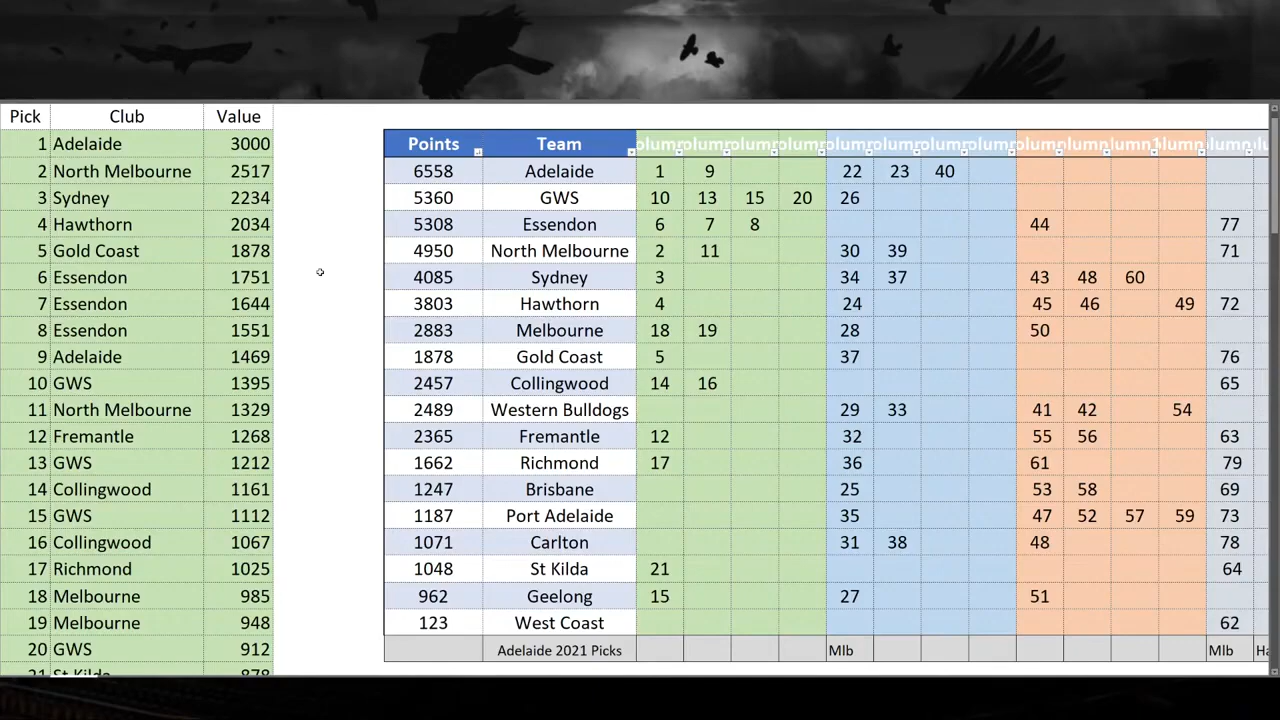 Pick Club Value
1 Adelaide 3000
2 North Melbourne 2517
3 Sydney 2234
4 Hawthorn 2034
5 Gold Coast 1878
6 Essendon 1751
7 Essendon 1644
8 Essendon 1551
9 Adelaide 1469
10 GWS 1395
11 North Melbourne 1329
12 Fremantle 1268
13 GWS 1212
14 Collingwood 1161
15 GWS 1112
16 Collingwood 1067
17 Richmond 1025
18 Melbourne 985
19 Melbourne 948
20 GWS 912
21 St Kilda 878
Points Team
6558 Adelaide 1 9 22 23 40
5360 GWS 10 13 15 20 26
5308 Essendon 6 7 8 44 77
4950 North Melbourne 2 11 30 39 71
4085 Sydney 3 34 37 43 48 60
3803 Hawthorn 4 24 45 46 49 72
2883 Melbourne 18 19 28 50
1878 Gold Coast 5 37 76
2457 Collingwood 14 16 65
2489 Western Bulldogs 29 33 41 42 54
2365 Fremantle 12 32 55 56 63
1662 Richmond 17 36 61 79
1247 Brisbane 25 53 58 69
1187 Port Adelaide 35 47 52 57 59 73
1071 Carlton 31 38 48 78
1048 St Kilda 21 64
962 Geelong 15 27 51
123 West Coast 62
Adelaide 2021 Picks Mlb Mlb Ha